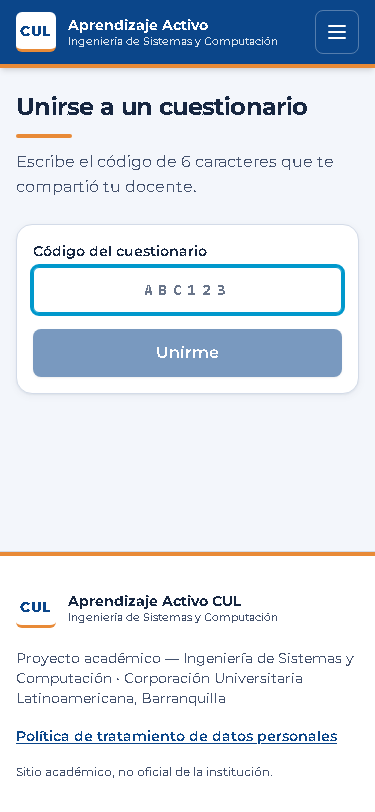 CUL
Aprendizaje Activo
Ingeniería de Sistemas y Computación
Unirse a un cuestionario
Escribe el código de 6 caracteres que te
compartió tu docente.
Código del cuestionario
ABC123
Unirme
CUL
Aprendizaje Activo CUL
Ingeniería de Sistemas y Computación
Proyecto académico — Ingeniería de Sistemas y
Computación · Corporación Universitaria
Latinoamericana, Barranquilla
Política de tratamiento de datos personales
Sitio académico, no oficial de la institución.